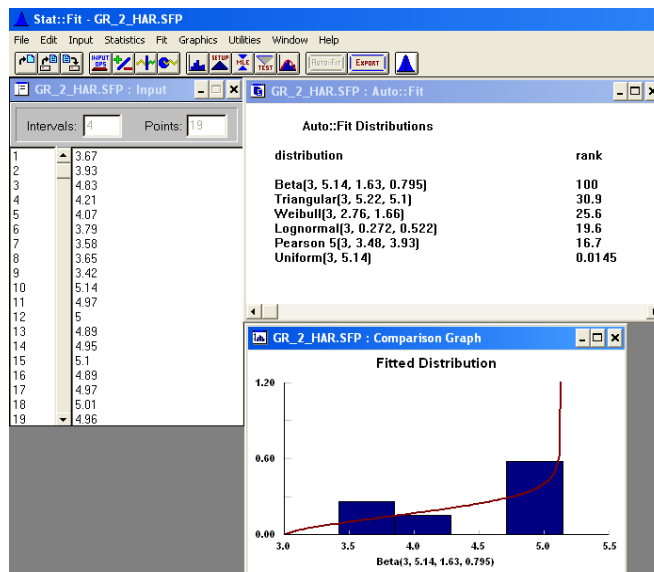 Stat::Fit - GR_2_HAR.SFP
File Edit Input Statistics Fit Graphics Utilities Window Help
INPUT OPS SETUP MLE TEST AUTO::FIT EXPORT
GR_2_HAR.SFP : Input
Intervals: 4 Points: 19
1 3.67
2 3.93
3 4.83
4 4.21
5 4.07
6 3.79
7 3.58
8 3.65
9 3.42
10 5.14
11 4.97
12 5
13 4.89
14 4.95
15 5.1
16 4.89
17 4.97
18 5.01
19 4.96
GR_2_HAR.SFP : Auto::Fit
Auto::Fit Distributions
distribution rank
Beta(3, 5.14, 1.63, 0.795) 100
Triangular(3, 5.22, 5.1) 30.9
Weibull(3, 2.76, 1.66) 25.6
Lognormal(3, 0.272, 0.522) 19.6
Pearson 5(3, 3.48, 3.93) 16.7
Uniform(3, 5.14) 0.0145
GR_2_HAR.SFP : Comparison Graph
Fitted Distribution
1.20
0.60
0.00
3.0 3.5 4.0 4.5 5.0 5.5
Beta(3, 5.14, 1.63, 0.795)